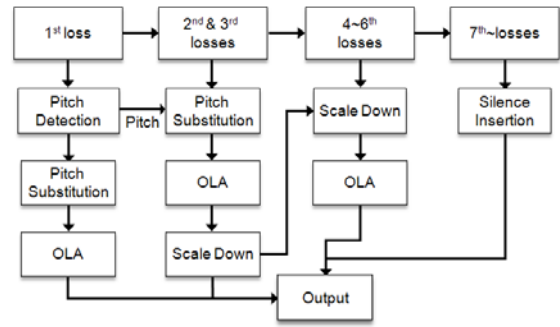 1st loss
2nd & 3rd
losses
4~6th
losses
7th~losses
Pitch
Detection
Pitch
Pitch
Substitution
Scale Down
Silence
Insertion
Pitch
Substitution
OLA
OLA
OLA
Scale Down
Output